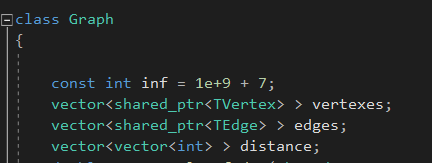 class Graph
{
const int inf = 1e+9 + 7;
vector<shared_ptr<TVertex> > vertexes;
vector<shared_ptr<TEdge> > edges;
vector<vector<int> > distance;